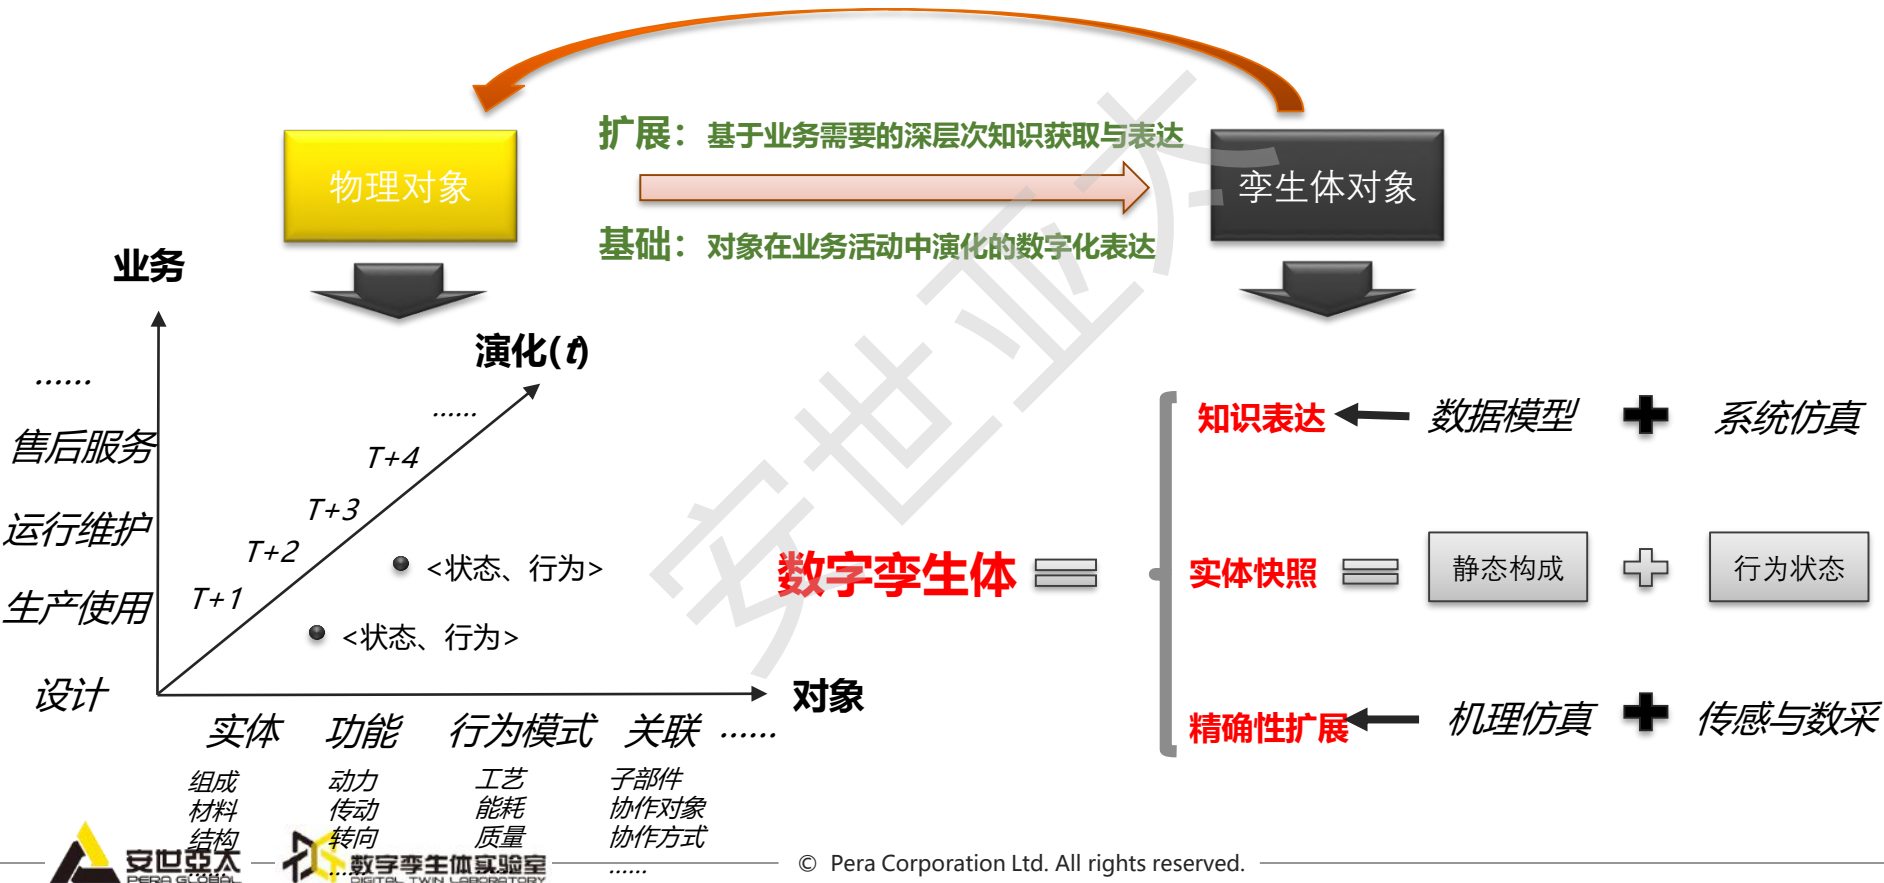 扩展：基于业务需要的深层次知识获取与表达
物理对象
孪生体对象
基础：对象在业务活动中演化的数字化表达
业务
演化(t)
……
……
售后服务
T+4
运行维护
T+3
T+2
生产使用
T+1
设计
<状态、行为>
<状态、行为>
对象
实体 功能 行为模式 关联 ……
组成
材料
结构
……
动力
传动
转向
……
工艺
能耗
质量
……
子部件
协作对象
协作方式
……
数字孪生体
知识表达
数据模型
系统仿真
实体快照
静态构成
行为状态
精确性扩展
机理仿真
传感与数采
安世亚太
安世亞太
PERA GLOBAL
数字孪生体实验室
DIGITAL TWIN LABORATORY
© Pera Corporation Ltd. All rights reserved.